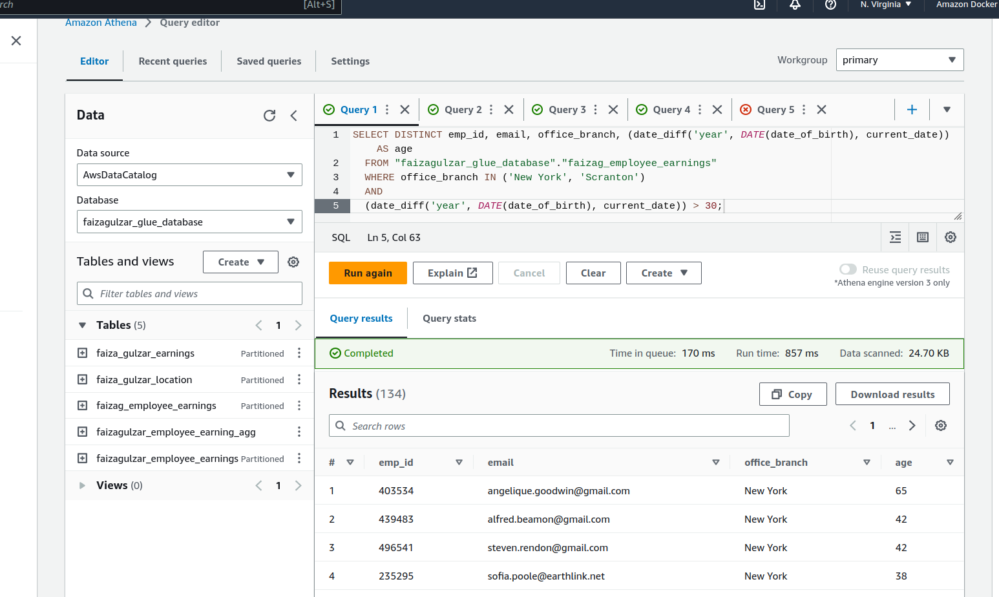 rch [Alt+S] N. Virginia Amazon Docker
Amazon Athena Query editor
Editor Recent queries Saved queries Settings Workgroup primary
Data
Data source
AwsDataCatalog
Database
faizagulzar_glue_database
Tables and views Create
Filter tables and views
Tables (5) 1
faiza_gulzar_earnings Partitioned
faiza_gulzar_location Partitioned
faizag_employee_earnings Partitioned
faizagulzar_employee_earning_agg
faizagulzar_employee_earnings Partitioned
Views (0) 1
Query 1 Query 2 Query 3 Query 4 Query 5
1 SELECT DISTINCT emp_id, email, office_branch, (date_diff('year', DATE(date_of_birth), current_date))
AS age
2 FROM "faizagulzar_glue_database"."faizag_employee_earnings"
3 WHERE office_branch IN ('New York', 'Scranton')
4 AND
5 (date_diff('year', DATE(date_of_birth), current_date)) > 30;
SQL Ln 5, Col 63
Run again Explain Cancel Clear Create Reuse query results
*Athena engine version 3 only
Query results Query stats
Completed Time in queue: 170 ms Run time: 857 ms Data scanned: 24.70 KB
Results (134) Copy Download results
Search rows 1 ...
# emp_id email office_branch age
1 403534 angelique.goodwin@gmail.com New York 65
2 439483 alfred.beamon@gmail.com New York 42
3 496541 steven.rendon@gmail.com New York 42
4 235295 sofia.poole@earthlink.net New York 38